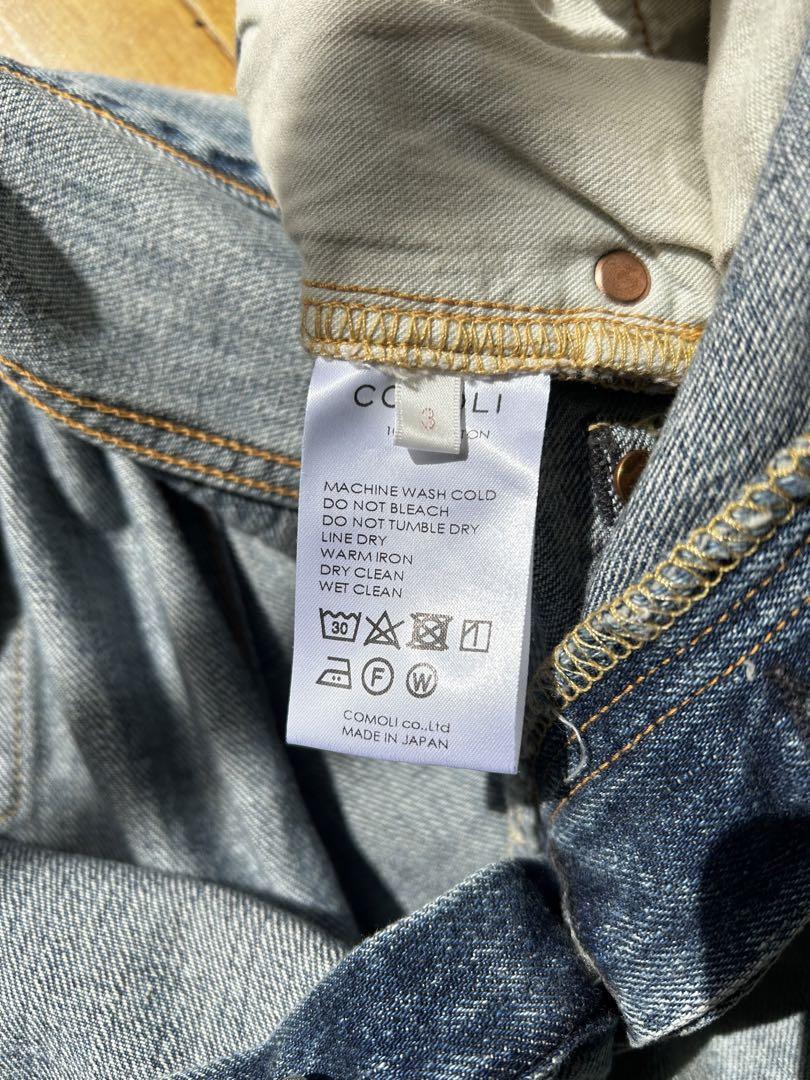 3
MACHINE WASH COLD
DO NOT BLEACH
DO NOT TUMBLE DRY
LINE DRY
WARM IRON
DRY CLEAN
WET CLEAN
30
F
W
COMOLI co.,Ltd
MADE IN JAPAN